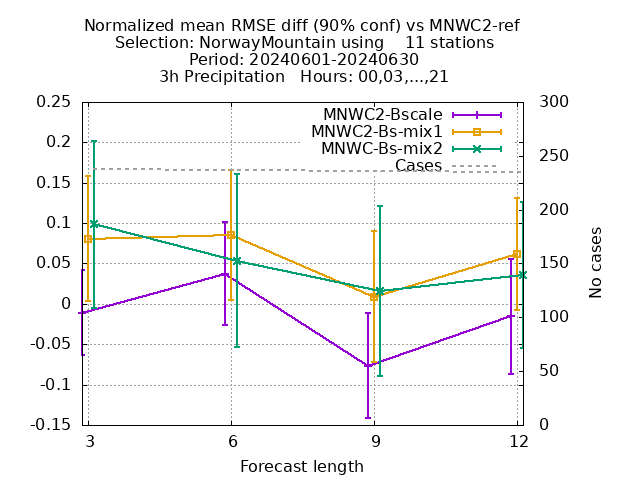 Normalized mean RMSE diff (90% conf) vs MNWC2-ref
Selection: NorwayMountain using    11 stations
Period: 20240601-20240630
3h Precipitation   Hours: 00,03,...,21
MNWC2-Bscale
MNWC2-Bs-mix1
MNWC-Bs-mix2
Cases
0.25
0.2
0.15
0.1
0.05
0
-0.05
-0.1
-0.15
300
250
200
150
100
50
0
No cases
3
6
9
12
Forecast length